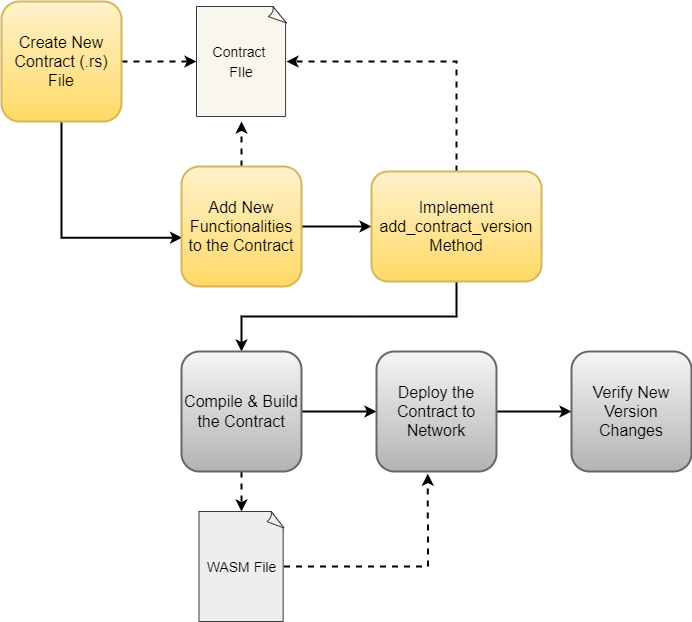 Create New
Contract (.rs)
File
Contract
FIle
Add New
Functionalities
to the Contract
Implement
add_contract_version
Method
Compile & Build
the Contract
Deploy the
Contract to
Network
Verify New
Version
Changes
WASM File